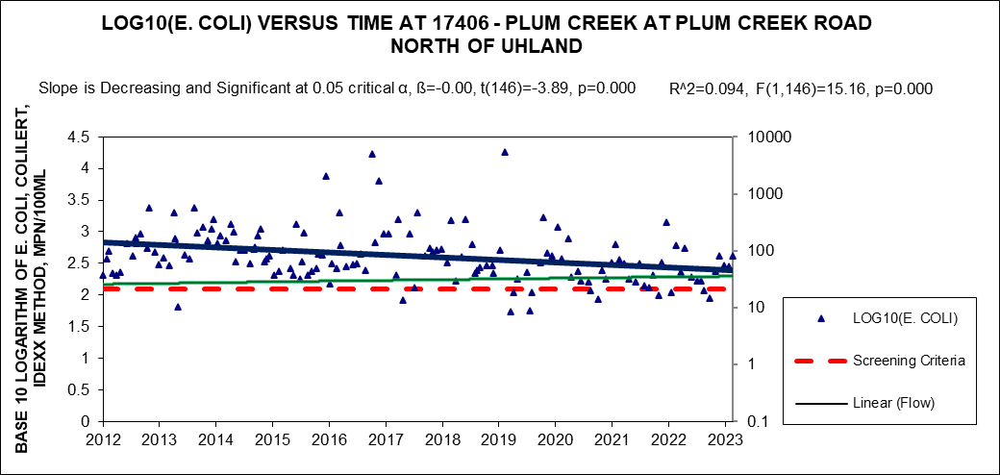 LOG10(E. COLI) VERSUS TIME AT 17406 - PLUM CREEK AT PLUM CREEK ROAD
NORTH OF UHLAND
Slope is Decreasing and Significant at 0.05 critical α, ß=-0.00, t(146)=-3.89, p=0.000
R^2=0.094, F(1,146)=15.16, p=0.000
BASE 10 LOGARITHM OF E. COLI, COLILERT,
IDEXX METHOD, MPN/100ML
4.5
4
3.5
3
2.5
2
1.5
1
0.5
0
10000
1000
100
10
1
0.1
2012 2013 2014 2015 2016 2017 2018 2019 2020 2021 2022 2023
LOG10(E. COLI)
Screening Criteria
Linear (Flow)